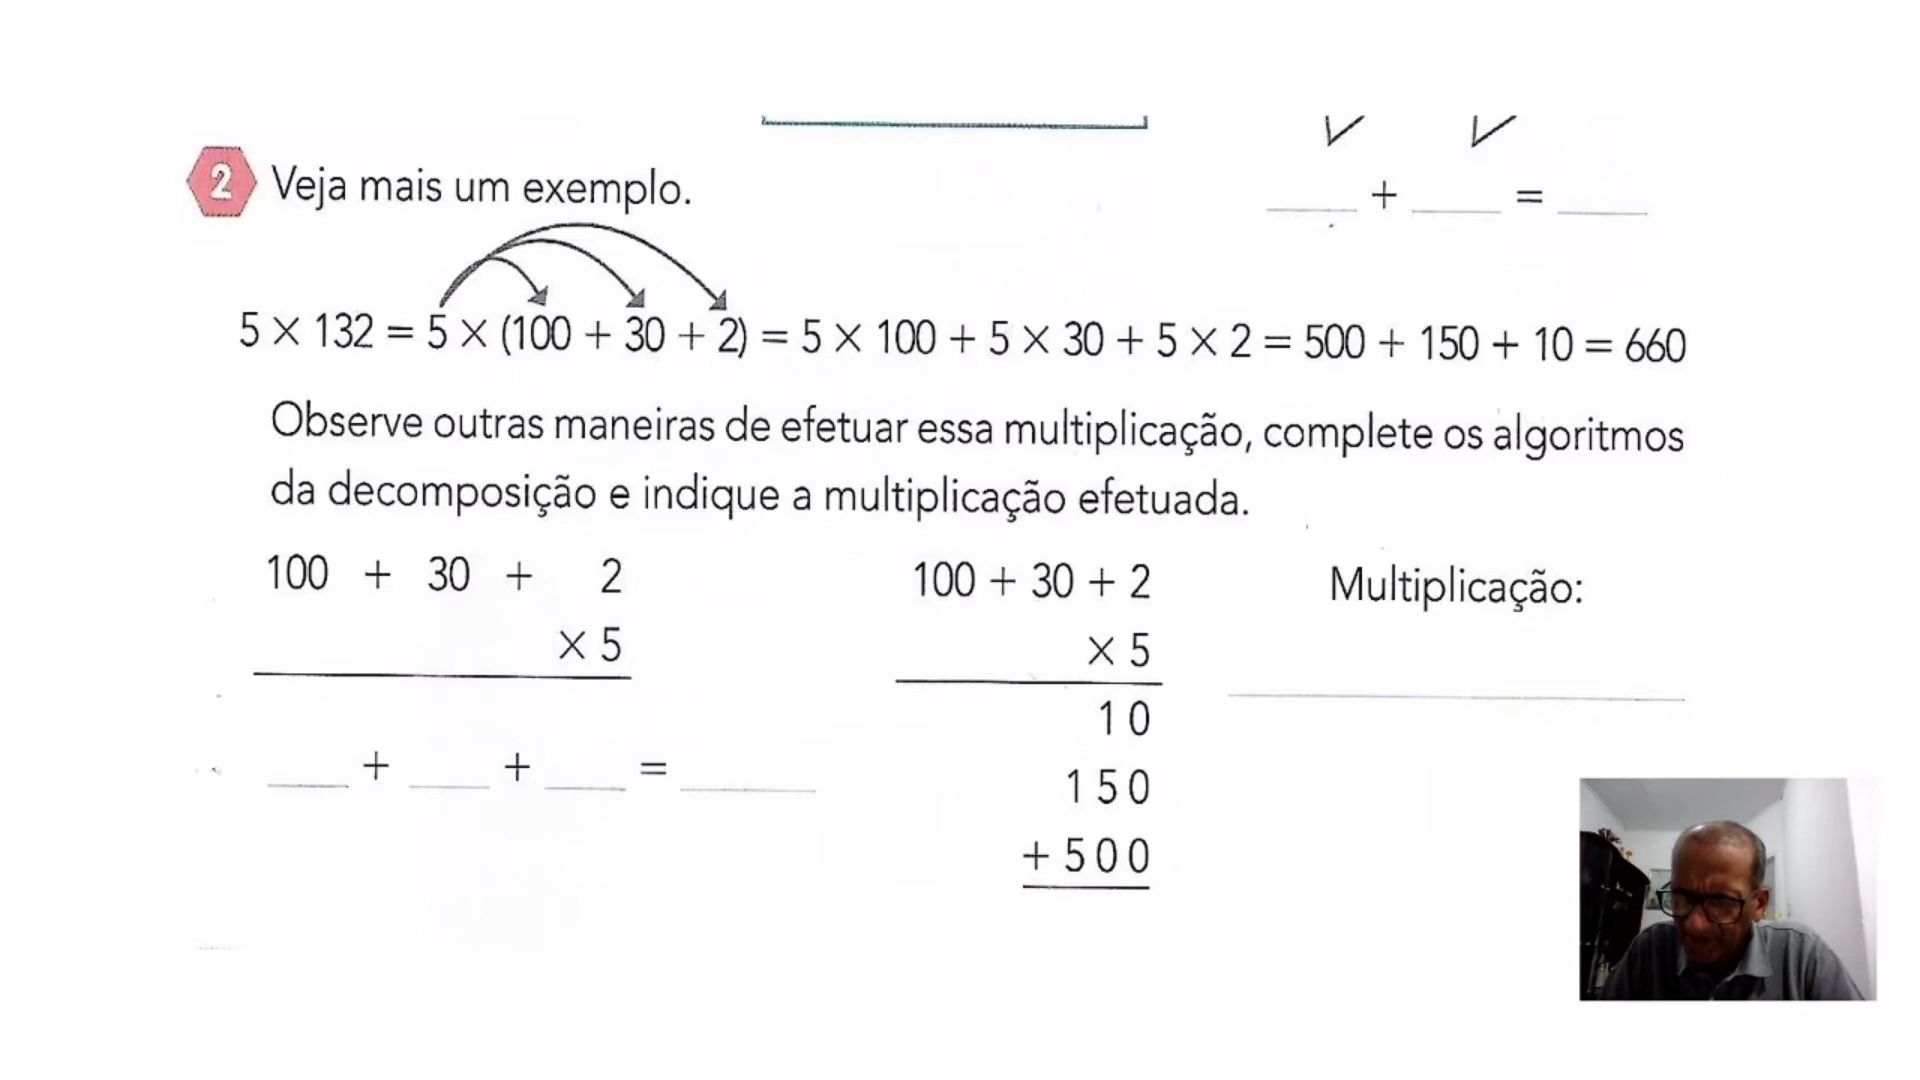 2 Veja mais um exemplo.
___ + ___ = ___
5 × 132 = 5 × (100 + 30 + 2) = 5 × 100 + 5 × 30 + 5 × 2 = 500 + 150 + 10 = 660
Observe outras maneiras de efetuar essa multiplicação, complete os algoritmos
da decomposição e indique a multiplicação efetuada.
100 + 30 + 2
× 5
___ + ___ + ___ = ___
100 + 30 + 2
× 5
10
150
+ 500
Multiplicação: